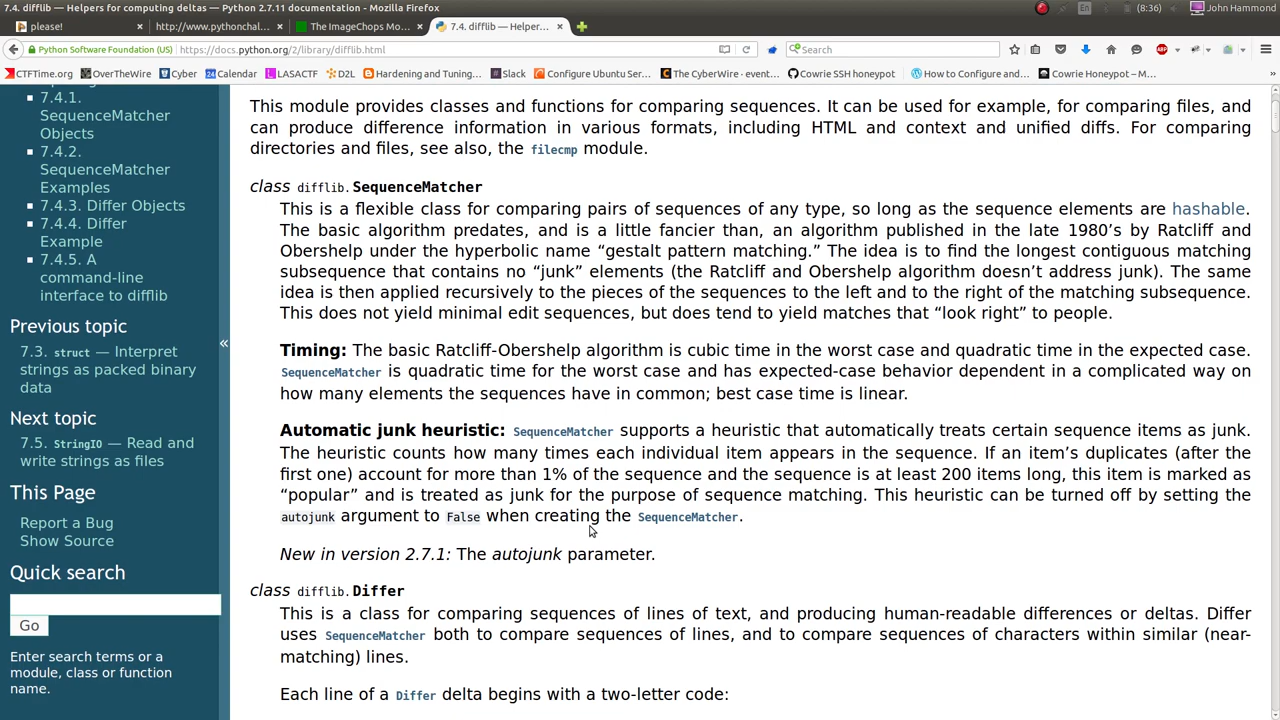 7.4. difflib — Helpers for computing deltas — Python 2.7.11 documentation - Mozilla Firefox
En
(8:36)
John Hammond
please!
http://www.pythonchal...
The ImageChops Mo...
7.4. difflib — Helper...
Python Software Foundation (US)
https://docs.python.org/2/library/difflib.html
Search
ABP
CTFTime.org
OverTheWire
Cyber
Calendar
LASACTF
D2L
Hardening and Tuning...
Slack
Configure Ubuntu Ser...
The CyberWire - event...
Cowrie SSH honeypot
How to Configure and...
Cowrie Honeypot – M...
7.4.1.
SequenceMatcher
Objects
7.4.2.
SequenceMatcher
Examples
7.4.3. Differ Objects
7.4.4. Differ
Example
7.4.5. A
command-line
interface to difflib
Previous topic
7.3. struct — Interpret
strings as packed binary
data
Next topic
7.5. StringIO — Read and
write strings as files
This Page
Report a Bug
Show Source
Quick search
Go
Enter search terms or a
module, class or function
name.
«
This module provides classes and functions for comparing sequences. It can be used for example, for comparing files, and
can produce difference information in various formats, including HTML and context and unified diffs. For comparing
directories and files, see also, the filecmp module.
class difflib.SequenceMatcher
This is a flexible class for comparing pairs of sequences of any type, so long as the sequence elements are hashable.
The basic algorithm predates, and is a little fancier than, an algorithm published in the late 1980’s by Ratcliff and
Obershelp under the hyperbolic name “gestalt pattern matching.” The idea is to find the longest contiguous matching
subsequence that contains no “junk” elements (the Ratcliff and Obershelp algorithm doesn’t address junk). The same
idea is then applied recursively to the pieces of the sequences to the left and to the right of the matching subsequence.
This does not yield minimal edit sequences, but does tend to yield matches that “look right” to people.
Timing: The basic Ratcliff-Obershelp algorithm is cubic time in the worst case and quadratic time in the expected case.
SequenceMatcher is quadratic time for the worst case and has expected-case behavior dependent in a complicated way on
how many elements the sequences have in common; best case time is linear.
Automatic junk heuristic: SequenceMatcher supports a heuristic that automatically treats certain sequence items as junk.
The heuristic counts how many times each individual item appears in the sequence. If an item’s duplicates (after the
first one) account for more than 1% of the sequence and the sequence is at least 200 items long, this item is marked as
“popular” and is treated as junk for the purpose of sequence matching. This heuristic can be turned off by setting the
autojunk argument to False when creating the SequenceMatcher.
New in version 2.7.1: The autojunk parameter.
class difflib.Differ
This is a class for comparing sequences of lines of text, and producing human-readable differences or deltas. Differ
uses SequenceMatcher both to compare sequences of lines, and to compare sequences of characters within similar (near-
matching) lines.
Each line of a Differ delta begins with a two-letter code: